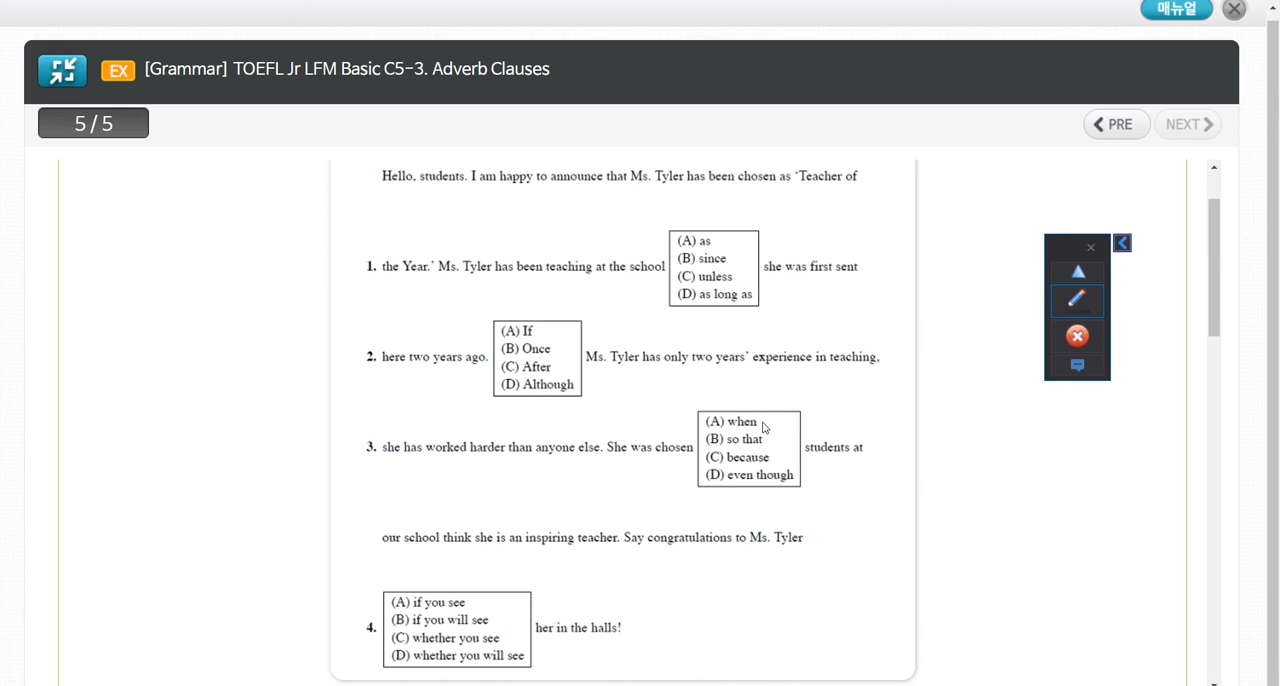 매뉴얼
EX [Grammar] TOEFL Jr LFM Basic C5-3. Adverb Clauses
5 / 5
PRE
NEXT
Hello, students. I am happy to announce that Ms. Tyler has been chosen as ‘Teacher of
(A) as
(B) since
1. the Year.’ Ms. Tyler has been teaching at the school she was first sent
(C) unless
(D) as long as
(A) If
(B) Once
2. here two years ago. Ms. Tyler has only two years’ experience in teaching,
(C) After
(D) Although
(A) when
(B) so that
3. she has worked harder than anyone else. She was chosen students at
(C) because
(D) even though
our school think she is an inspiring teacher. Say congratulations to Ms. Tyler
(A) if you see
(B) if you will see
4. her in the halls!
(C) whether you see
(D) whether you will see